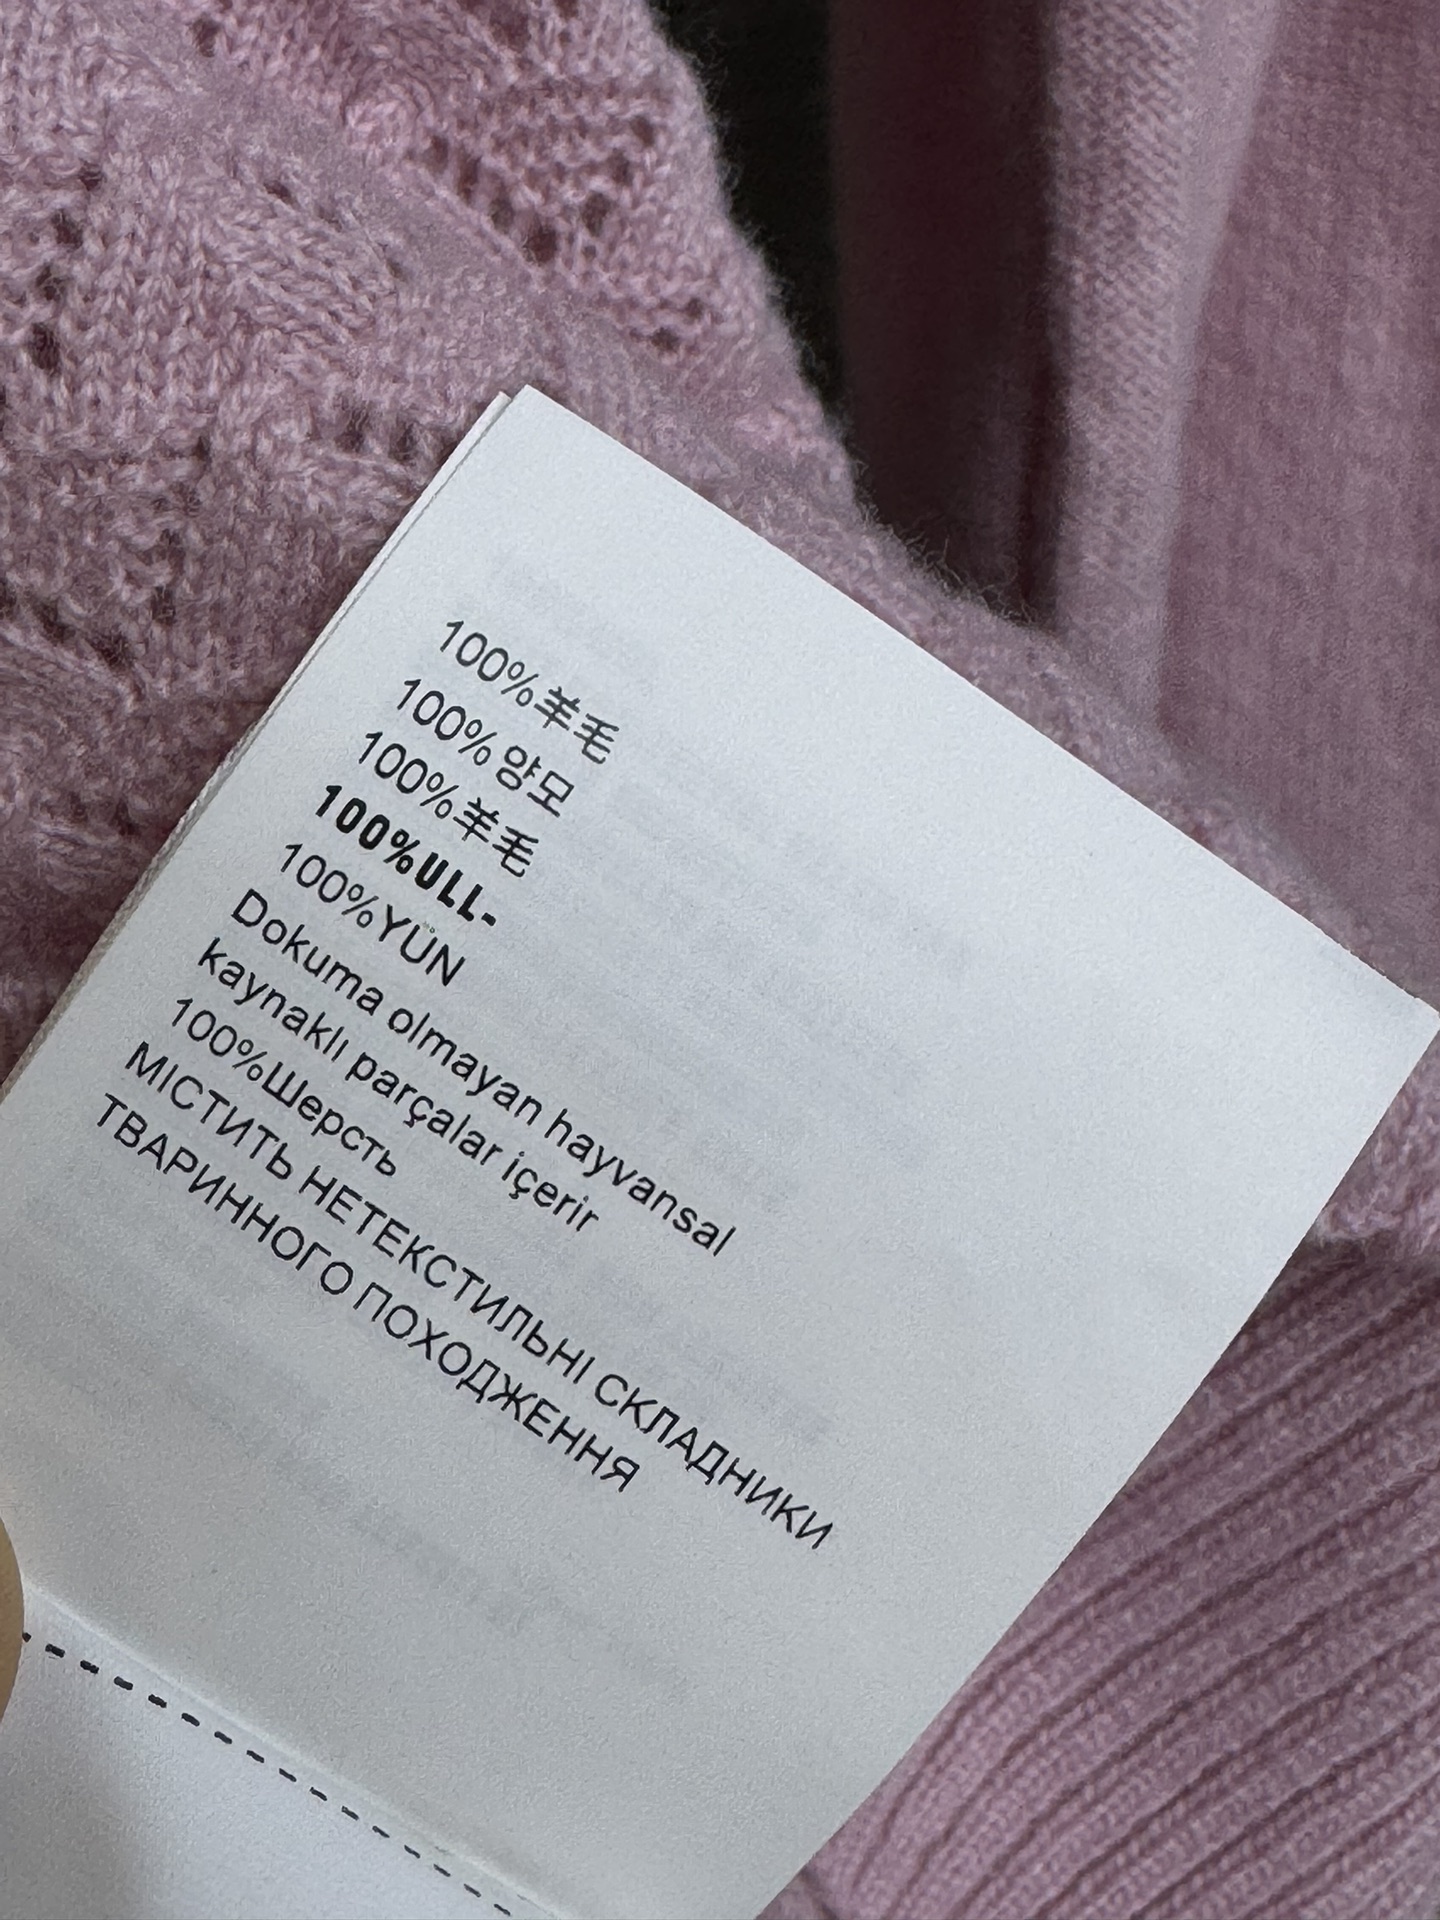 100%羊毛
100%양모
100%羊毛
100%ULL-
100%YÜN
Dokuma olmayan hayvansal
kaynaklı parçalar içerir
100%Шерсть
МІСТИТЬ НЕТЕКСТИЛЬНІ СКЛАДНИКИ
ТВАРИННОГО ПОХОДЖЕННЯ